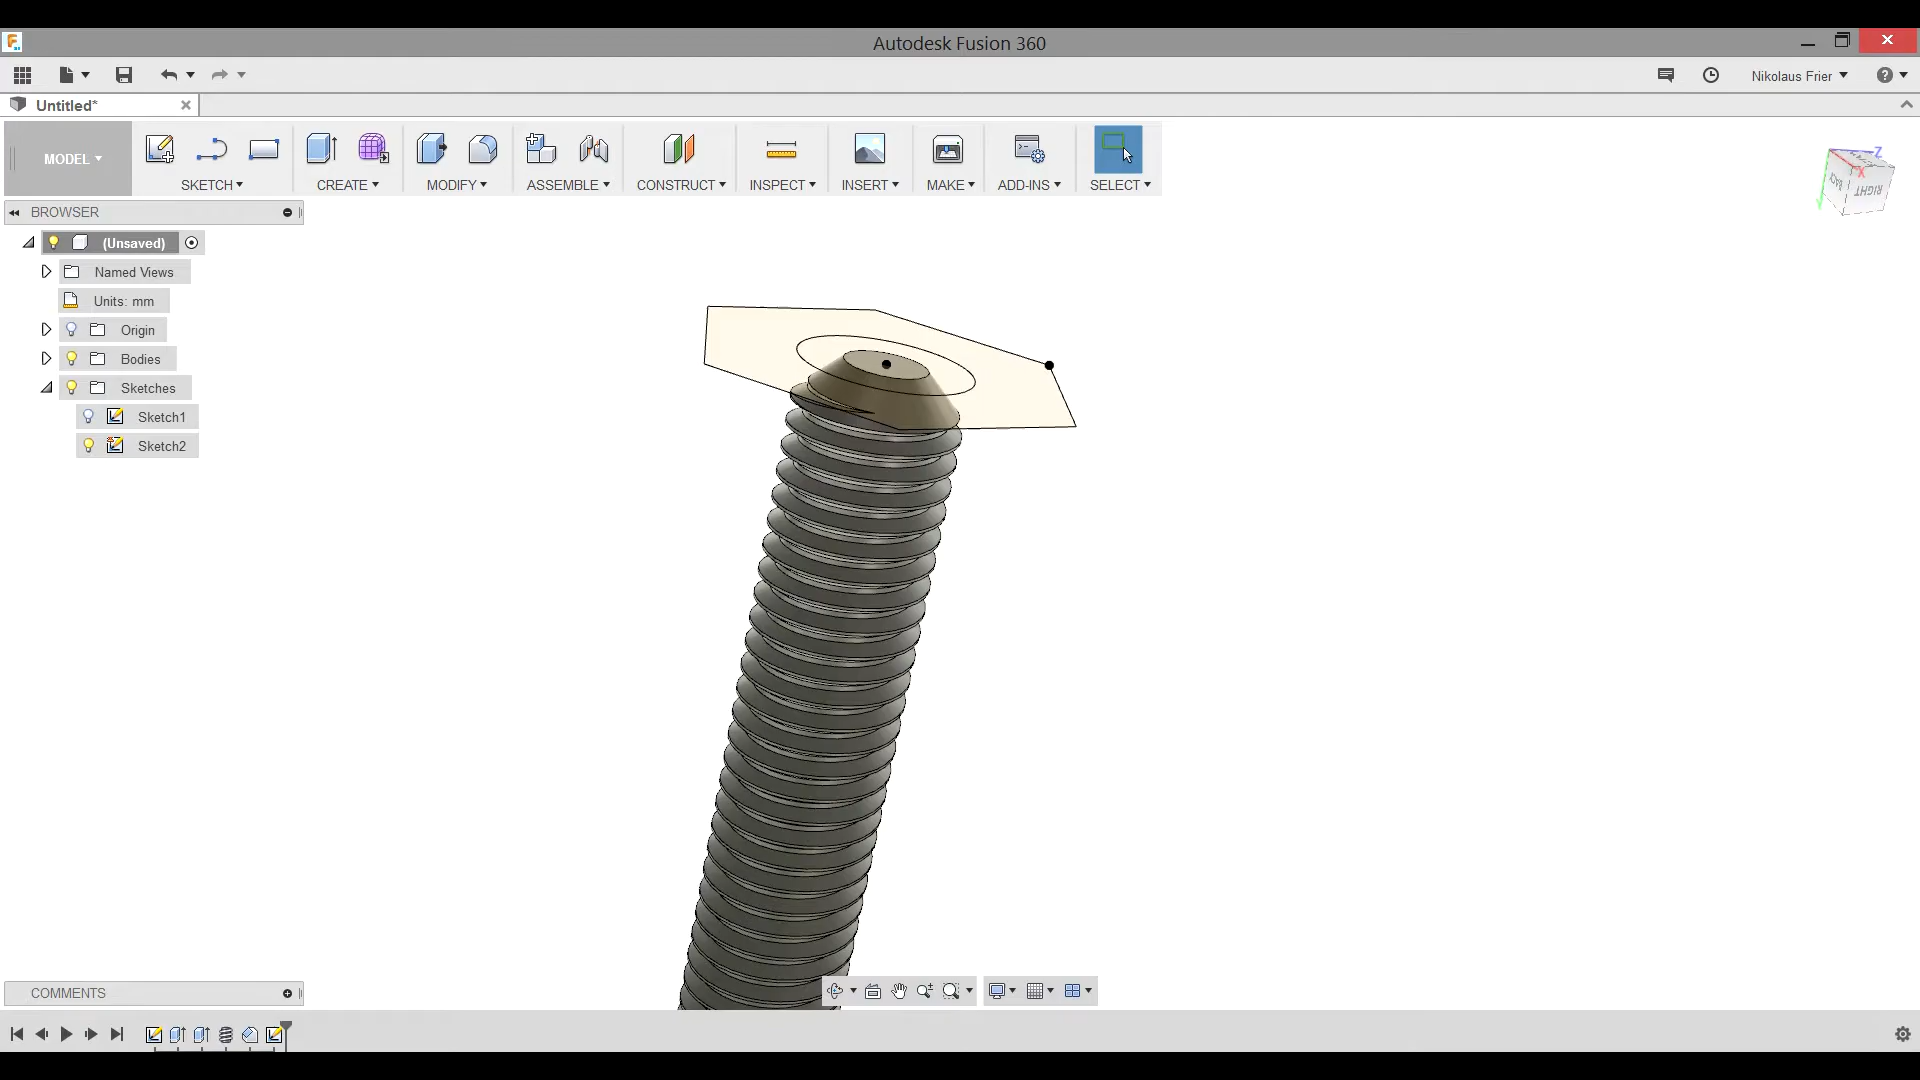 Autodesk Fusion 360
Nikolaus Frier
Untitled*
MODEL
SKETCH
CREATE
MODIFY
ASSEMBLE
CONSTRUCT
INSPECT
INSERT
MAKE
ADD-INS
SELECT
Z
X
Y
BACK
RIGHT
BROWSER
(Unsaved)
Named Views
Units: mm
Origin
Bodies
Sketches
Sketch1
Sketch2
COMMENTS